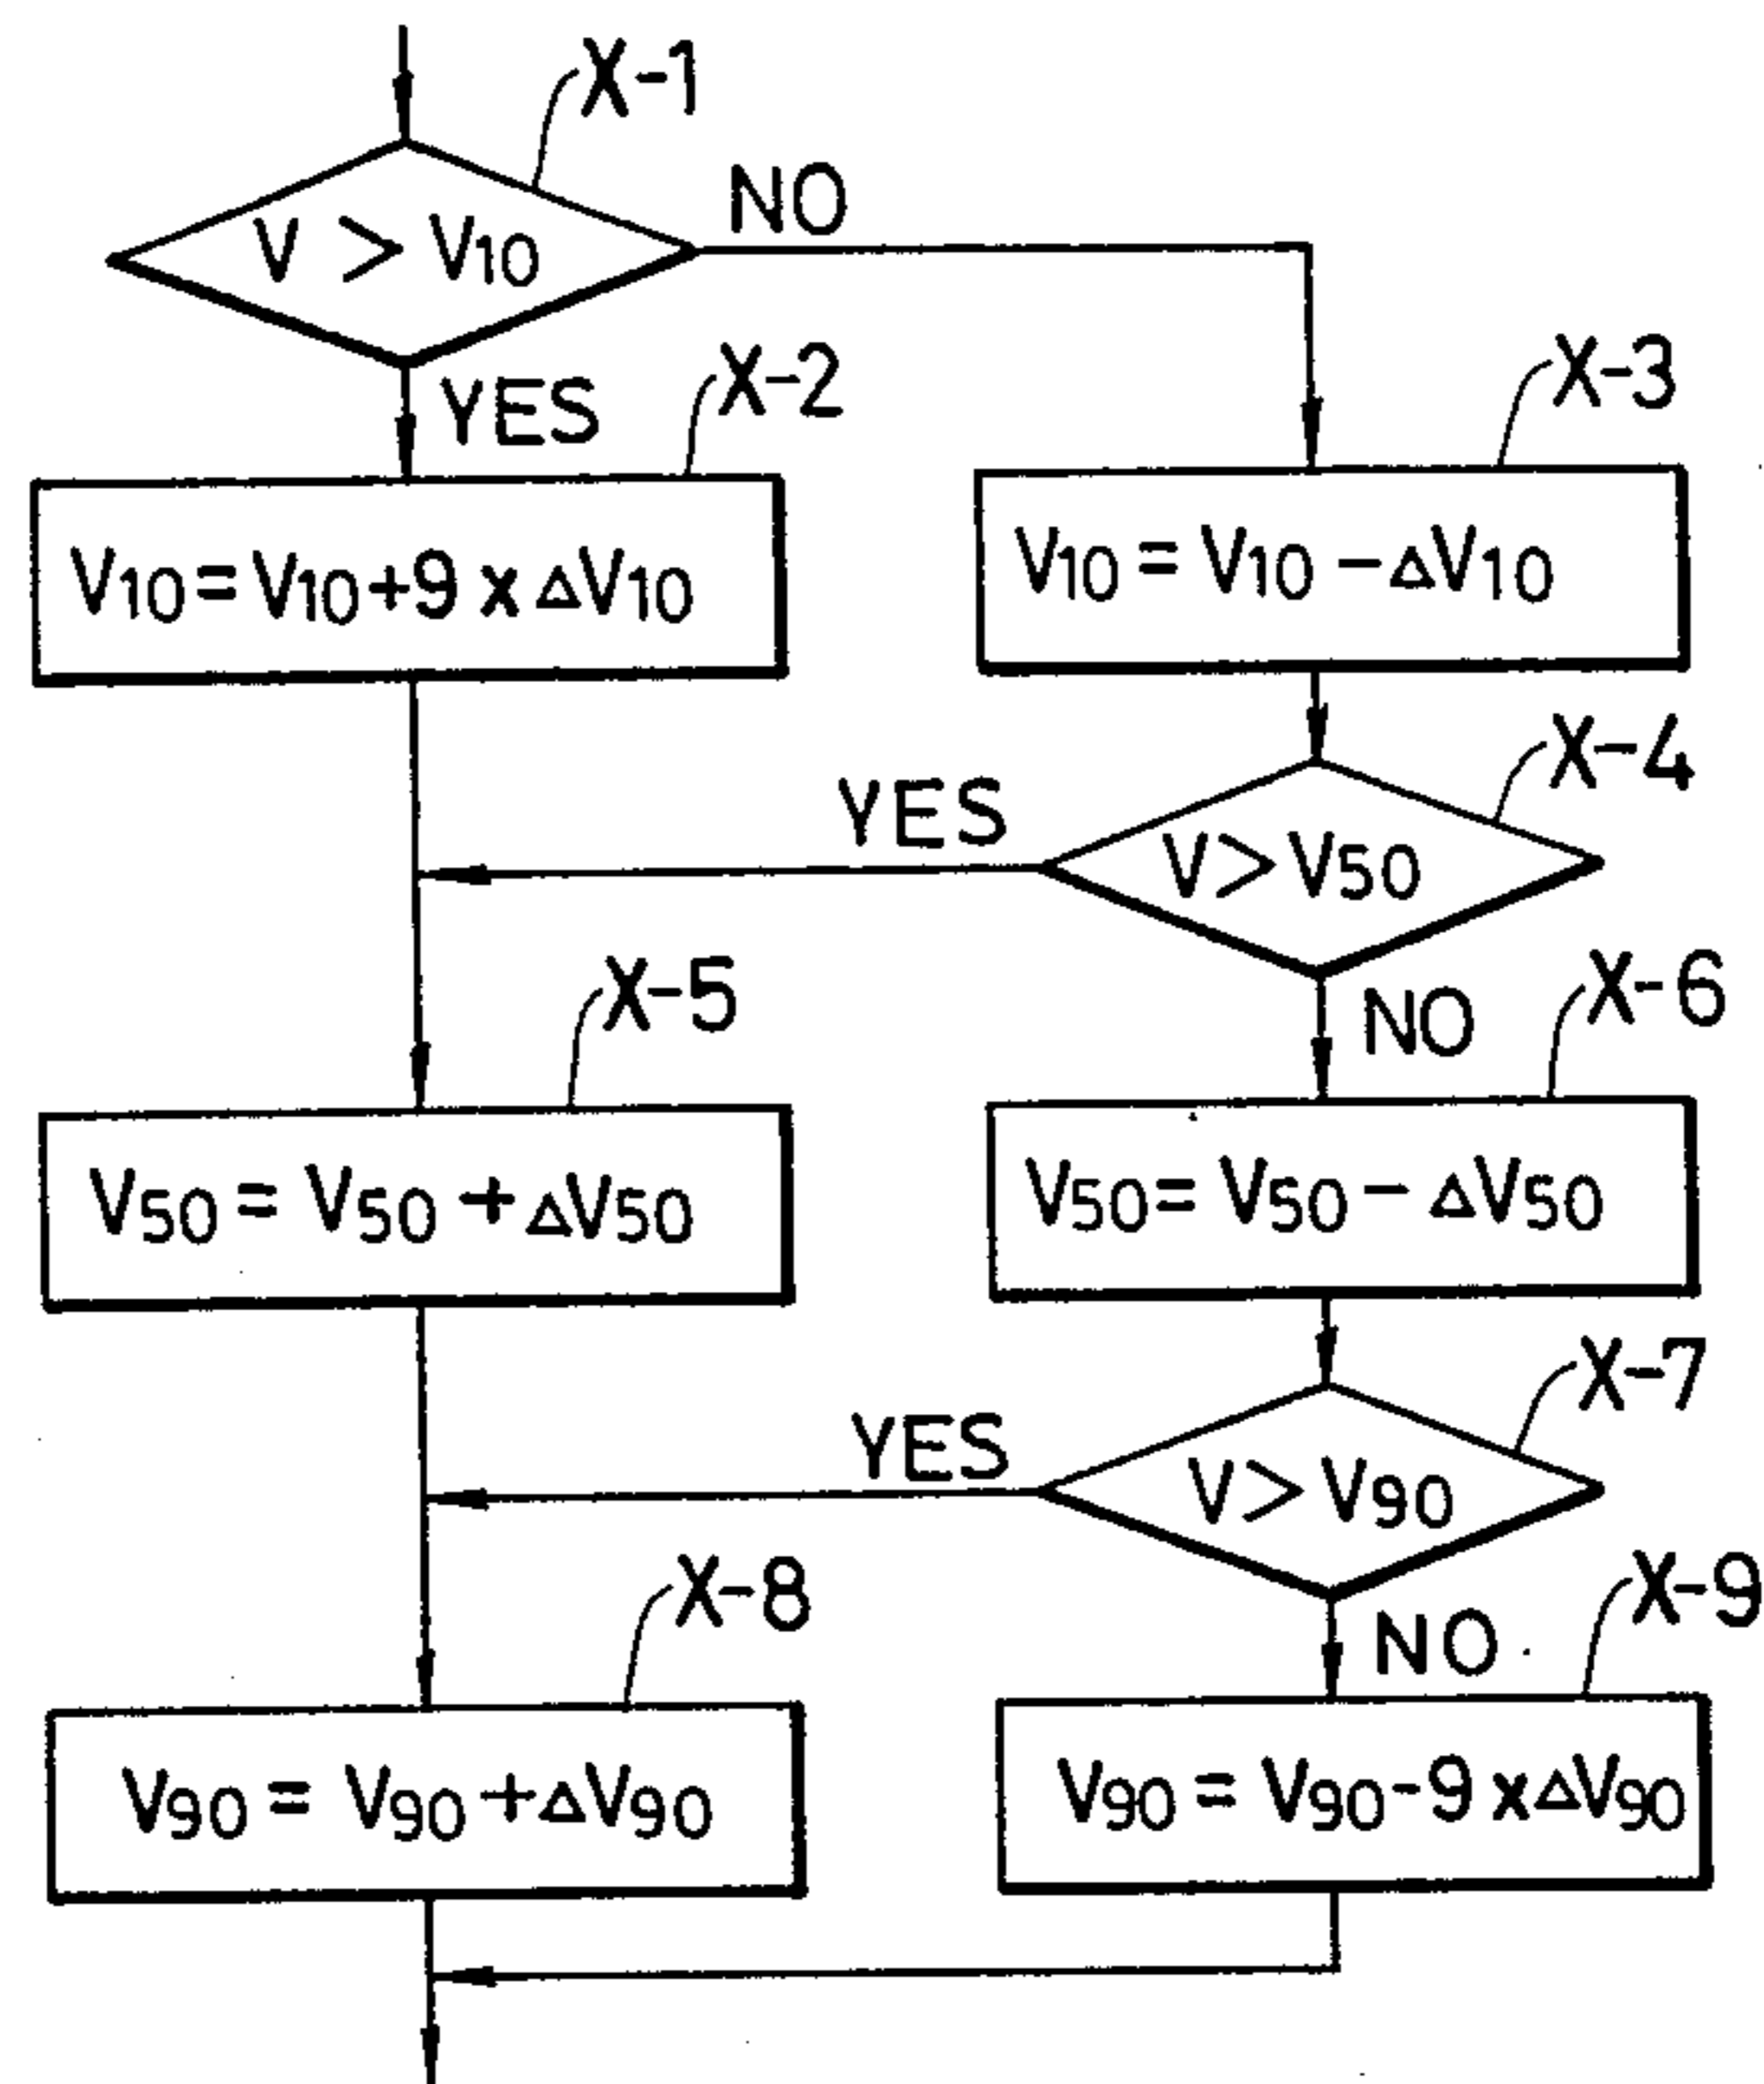 X-1
V > V10
NO
YES
X-2
X-3
V10 = V10 + 9 x ΔV10
V10 = V10 - ΔV10
X-4
YES
V > V50
X-5
NO
X-6
V50 = V50 + ΔV50
V50 = V50 - ΔV50
X-7
YES
V > V90
X-8
NO
X-9
V90 = V90 + ΔV90
V90 = V90 - 9 x ΔV90